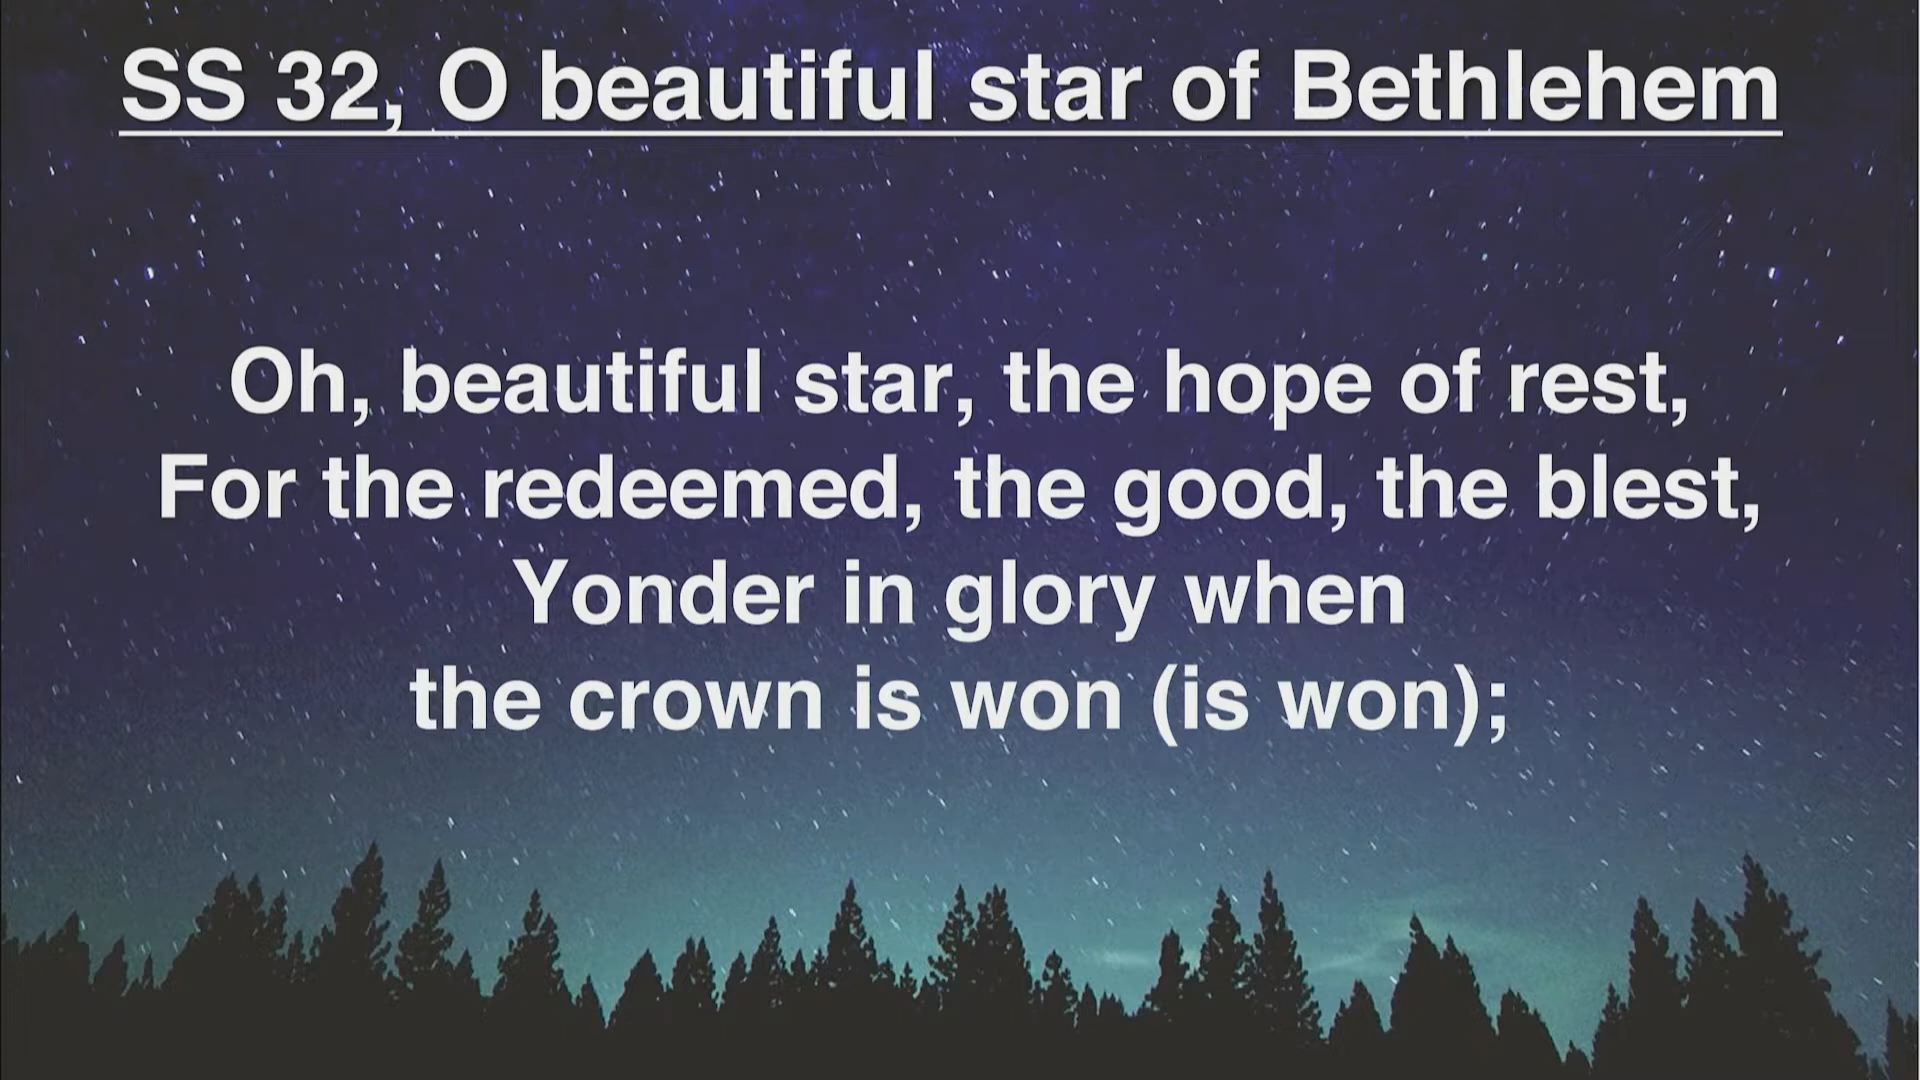 SS 32, O beautiful star of Bethlehem
Oh, beautiful star, the hope of rest,
For the redeemed, the good, the blest,
Yonder in glory when
the crown is won (is won);